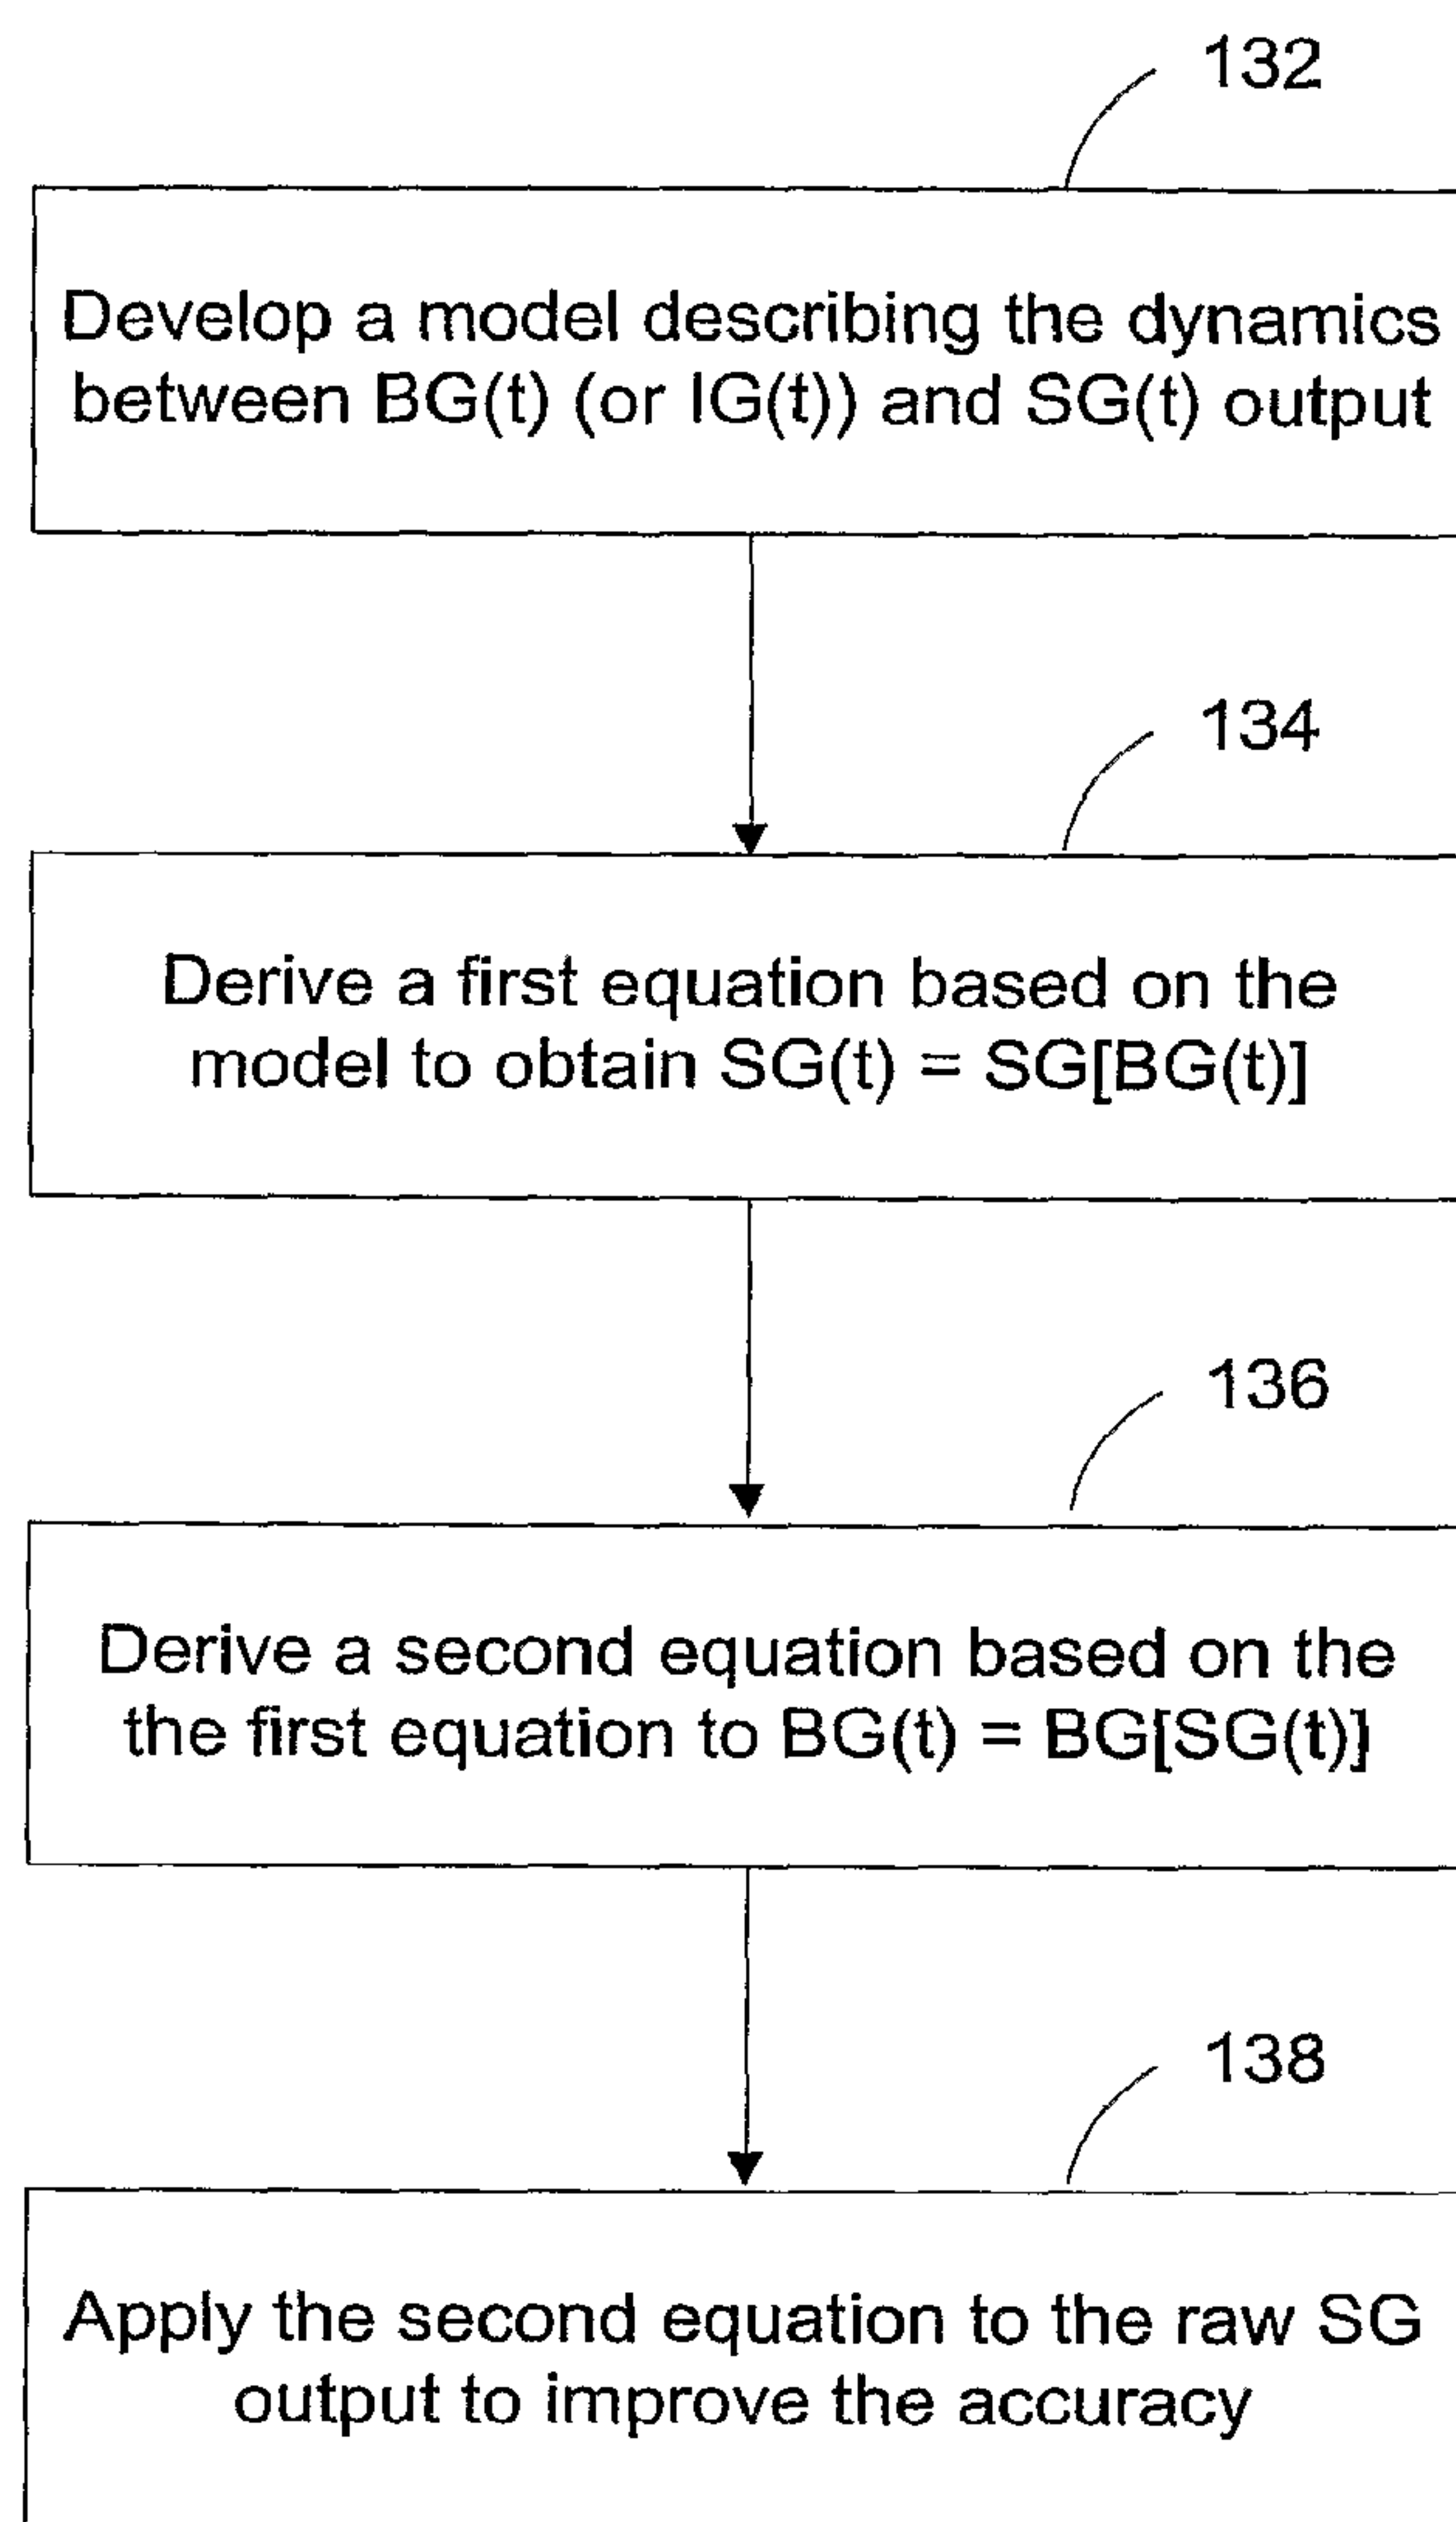 132
Develop a model describing the dynamics
between BG(t) (or IG(t)) and SG(t) output
134
Derive a first equation based on the
model to obtain SG(t) = SG[BG(t)]
136
Derive a second equation based on the
the first equation to BG(t) = BG[SG(t)]
138
Apply the second equation to the raw SG
output to improve the accuracy